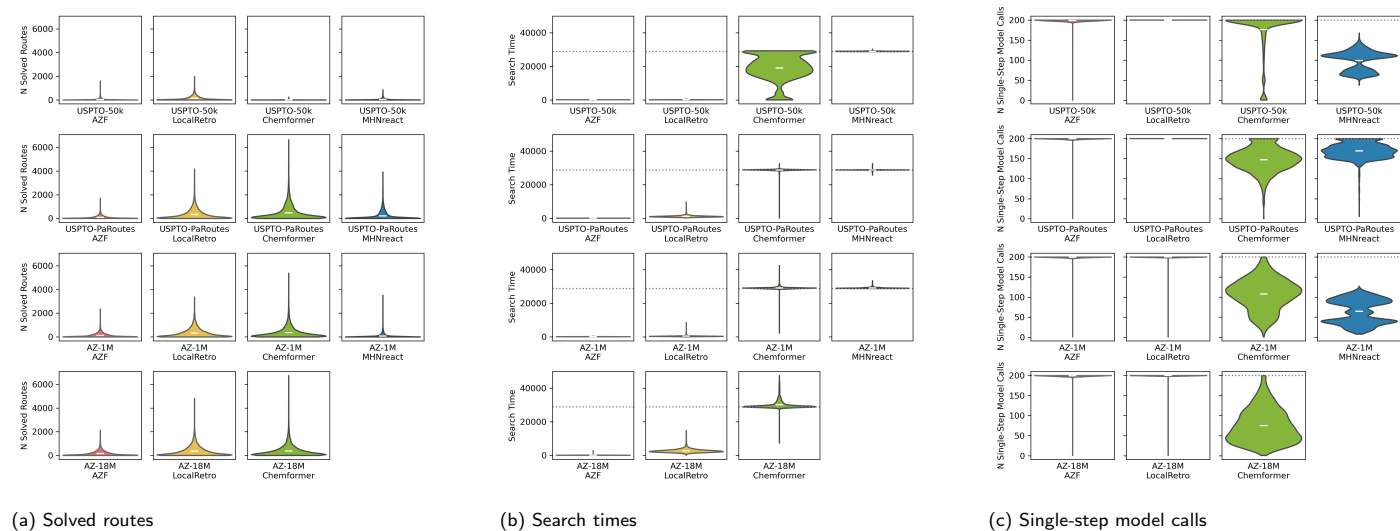 N Solved Routes
6000
4000
2000
0
USPTO-50k
AZF
USPTO-50k
LocalRetro
USPTO-50k
Chemformer
USPTO-50k
MHNreact
N Solved Routes
6000
4000
2000
0
USPTO-PaRoutes
AZF
USPTO-PaRoutes
LocalRetro
USPTO-PaRoutes
Chemformer
USPTO-PaRoutes
MHNreact
N Solved Routes
6000
4000
2000
0
AZ-1M
AZF
AZ-1M
LocalRetro
AZ-1M
Chemformer
AZ-1M
MHNreact
N Solved Routes
6000
4000
2000
0
AZ-18M
AZF
AZ-18M
LocalRetro
AZ-18M
Chemformer
(a) Solved routes
Search Time
40000
20000
0
USPTO-50k
AZF
USPTO-50k
LocalRetro
USPTO-50k
Chemformer
USPTO-50k
MHNreact
Search Time
40000
20000
0
USPTO-PaRoutes
AZF
USPTO-PaRoutes
LocalRetro
USPTO-PaRoutes
Chemformer
USPTO-PaRoutes
MHNreact
Search Time
40000
20000
0
AZ-1M
AZF
AZ-1M
LocalRetro
AZ-1M
Chemformer
AZ-1M
MHNreact
Search Time
40000
20000
0
AZ-18M
AZF
AZ-18M
LocalRetro
AZ-18M
Chemformer
(b) Search times
N Single-Step Model Calls
200
150
100
50
0
USPTO-50k
AZF
USPTO-50k
LocalRetro
USPTO-50k
Chemformer
USPTO-50k
MHNreact
N Single-Step Model Calls
200
150
100
50
0
USPTO-PaRoutes
AZF
USPTO-PaRoutes
LocalRetro
USPTO-PaRoutes
Chemformer
USPTO-PaRoutes
MHNreact
N Single-Step Model Calls
200
150
100
50
0
AZ-1M
AZF
AZ-1M
LocalRetro
AZ-1M
Chemformer
AZ-1M
MHNreact
N Single-Step Model Calls
200
150
100
50
0
AZ-18M
AZF
AZ-18M
LocalRetro
AZ-18M
Chemformer
(c) Single-step model calls